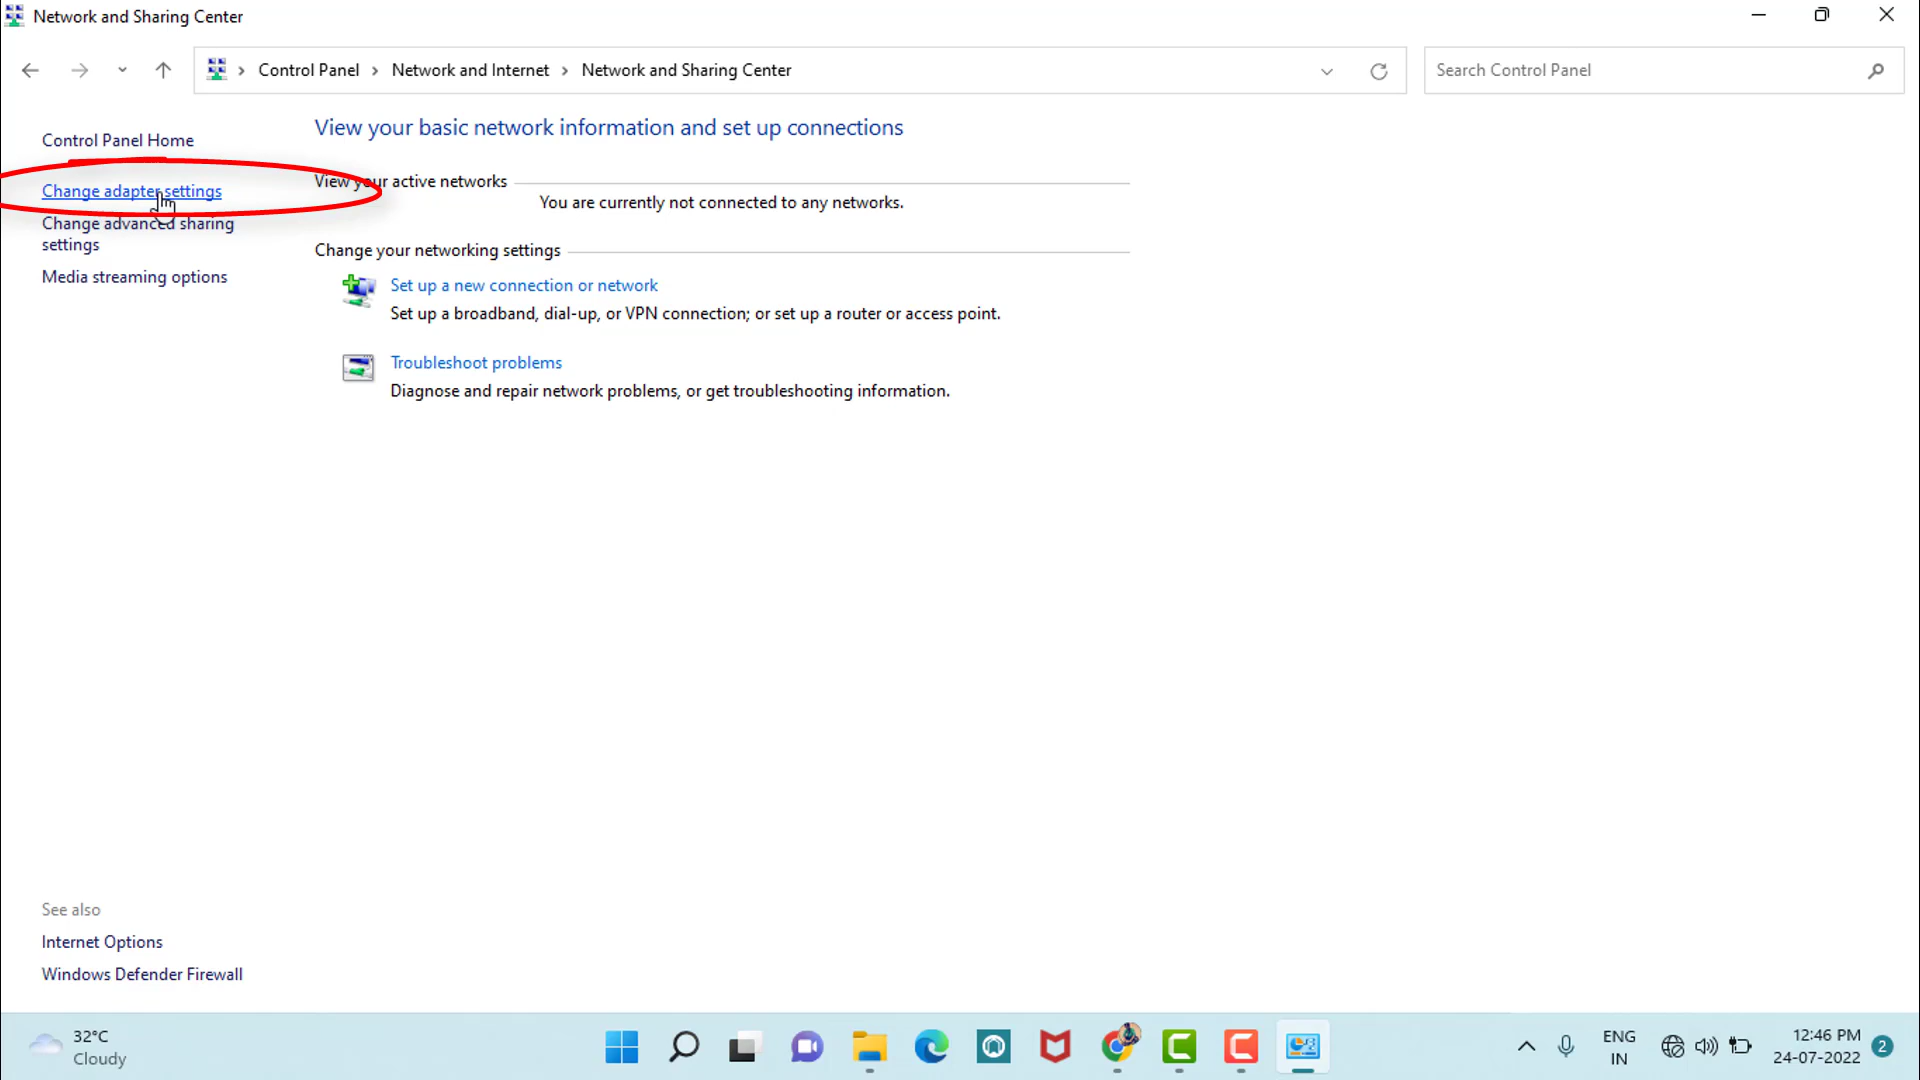 Network and Sharing Center
Control Panel
Network and Internet
Network and Sharing Center
Search Control Panel
Control Panel Home
Change adapter settings
Change advanced sharing
settings
Media streaming options
View your basic network information and set up connections
View your active networks
You are currently not connected to any networks.
Change your networking settings
Set up a new connection or network
Set up a broadband, dial-up, or VPN connection; or set up a router or access point.
Troubleshoot problems
Diagnose and repair network problems, or get troubleshooting information.
See also
Internet Options
Windows Defender Firewall
32°C
Cloudy
ENG
IN
12:46 PM
24-07-2022
2